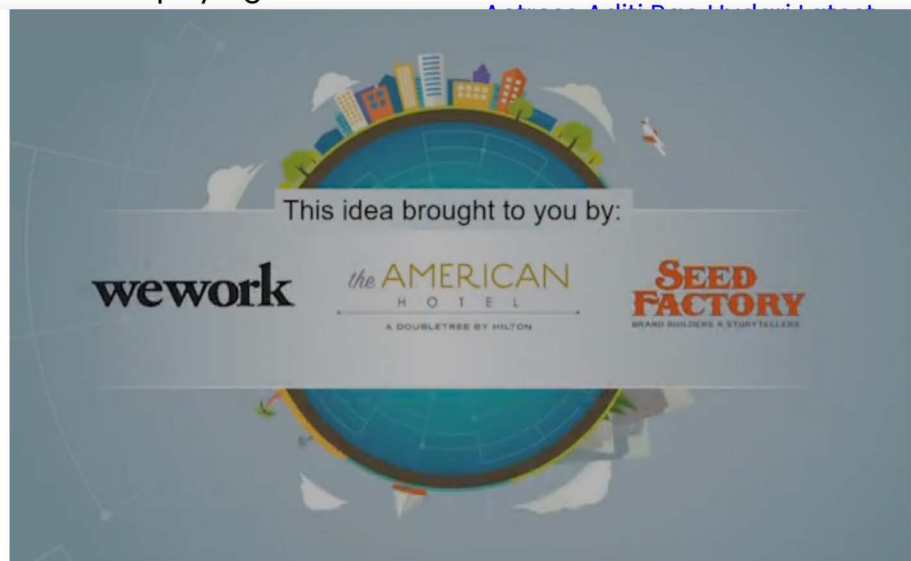 This idea brought to you by:
wework
the AMERICAN
HOTEL
A DOUBLETREE BY HILTON
SEED
FACTORY
BRAND BUILDERS & STORYTELLERS